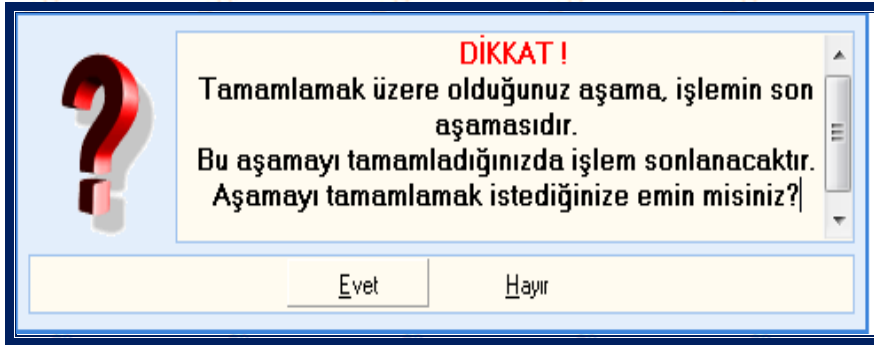 DİKKAT !
Tamamlamak üzere olduğunuz aşama, işlemin son
aşamasıdır.
Bu aşamayı tamamladığınızda işlem sonlanacaktır.
Aşamayı tamamlamak istediğinize emin misiniz?
Evet Hayır